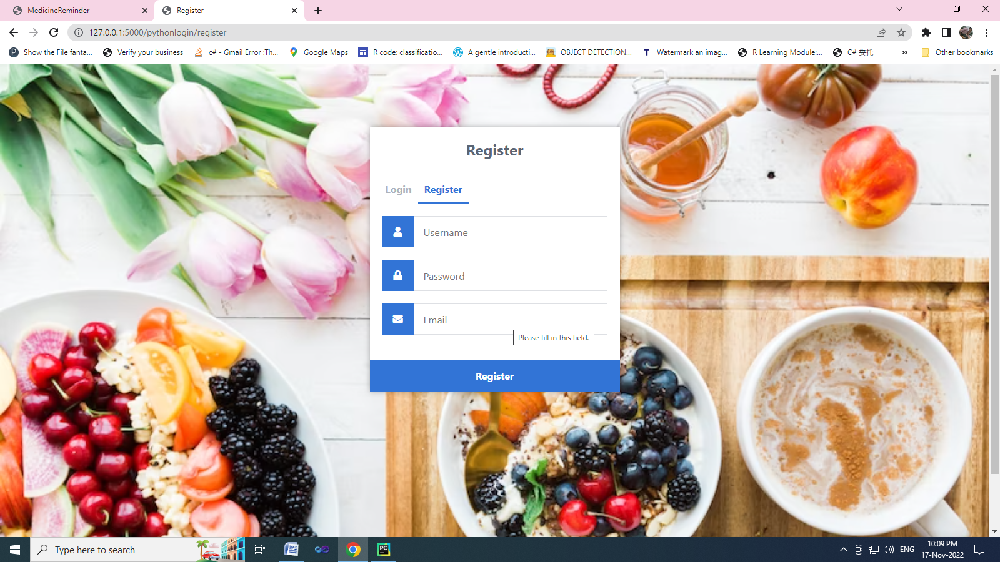 MedicineReminder
Register
127.0.0.1:5000/pythonlogin/register
Show the File fanta...
Verify your business
c# - Gmail Error :Th...
Google Maps
R code: classificatio...
A gentle introducti...
OBJECT DETECTION...
T Watermark an imag...
R Learning Module:...
C# 委托
»
Other bookmarks
Register
Login
Register
Username
Password
Email
Please fill in this field.
Register
Type here to search
ENG
10:09 PM
17-Nov-2022